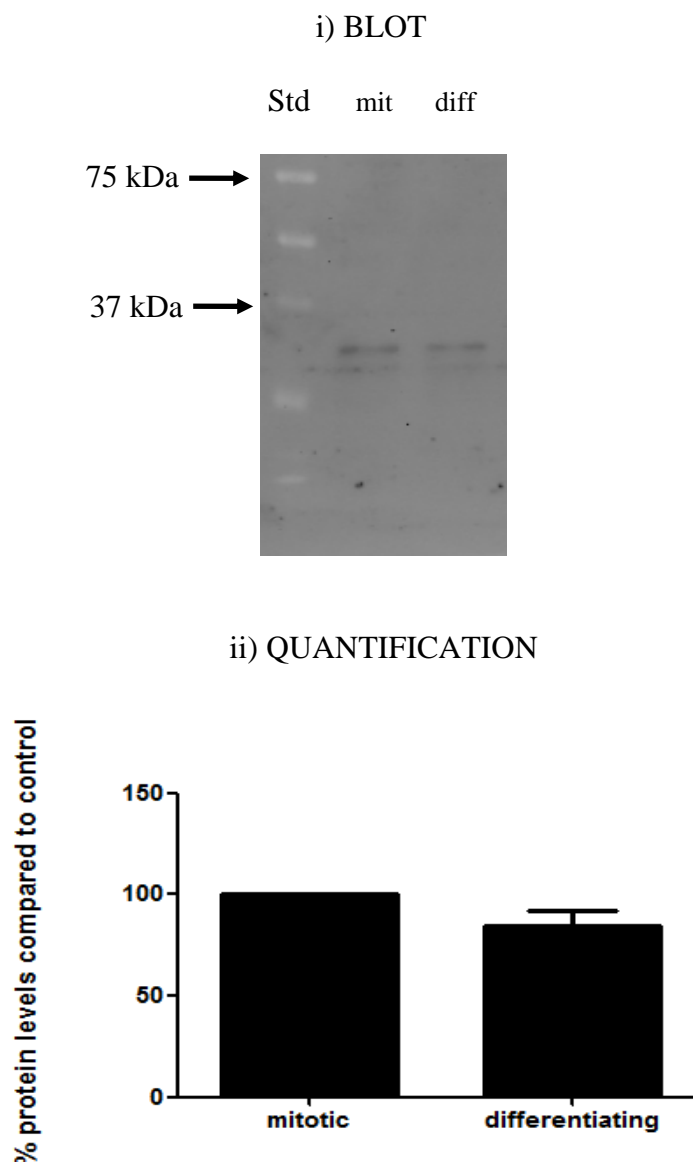 i) BLOT
Std mit diff
75 kDa
37 kDa
ii) QUANTIFICATION
% protein levels compared to control
150
100
50
0
mitotic differentiating